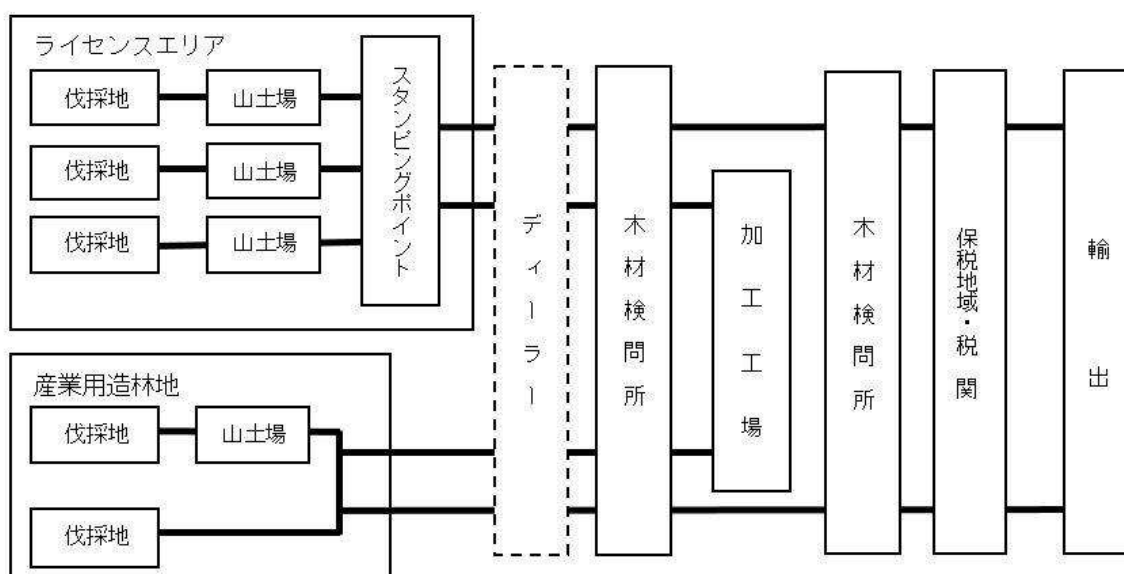 ライセンスエリア
伐採地
山土場
伐採地
山土場
伐採地
山土場
スタンピングポイント
産業用造林地
伐採地
山土場
伐採地
ディーラー
木材検問所
加工工場
木材検問所
保税地域・税関
輸出